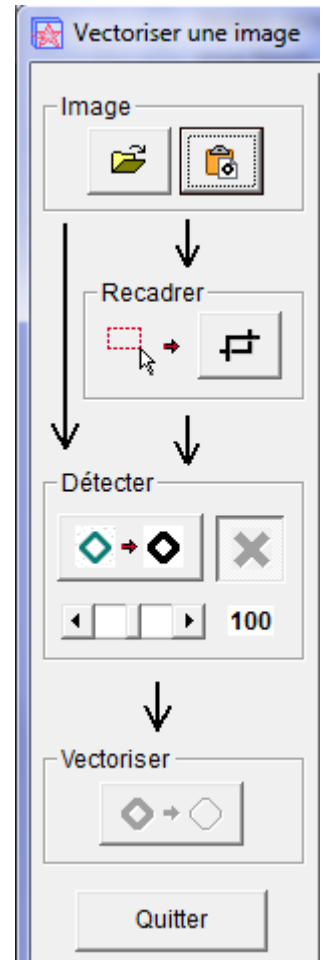 Vectoriser une image
Image
Recadrer
Détecter
100
Vectoriser
Quitter